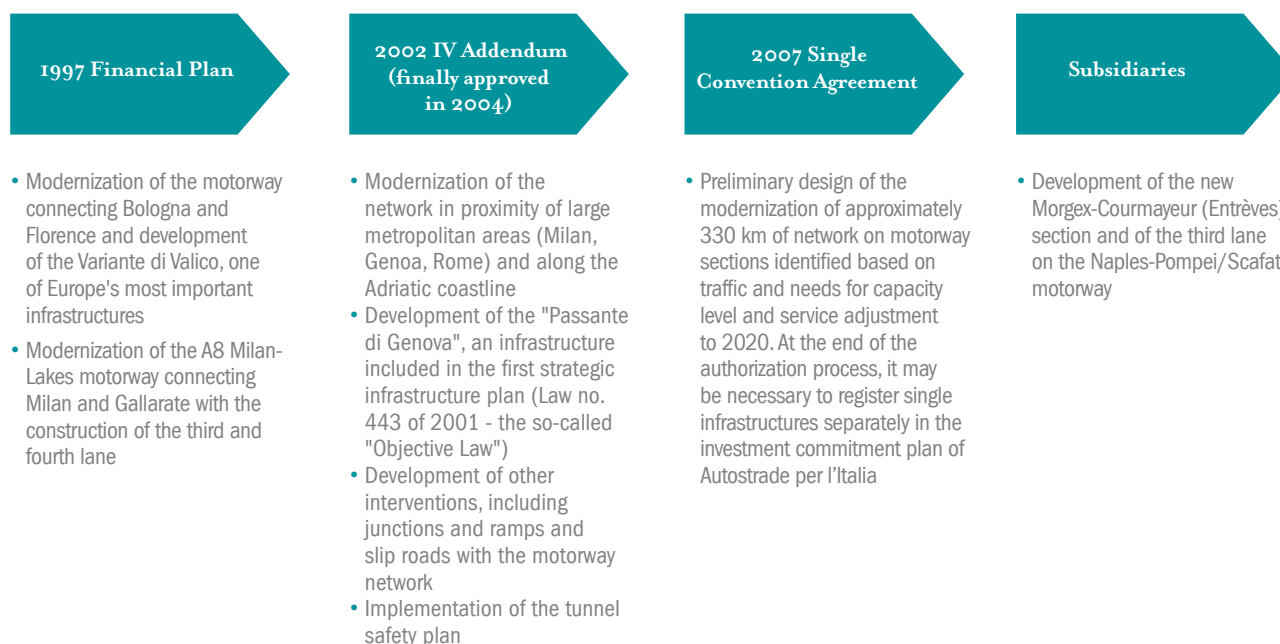 1997 Financial Plan
• Modernization of the motorway
connecting Bologna and
Florence and development
of the Variante di Valico, one
of Europe's most important
infrastructures
• Modernization of the A8 Milan-
Lakes motorway connecting
Milan and Gallarate with the
construction of the third and
fourth lane
2002 IV Addendum
(finally approved
in 2004)
• Modernization of the
network in proximity of large
metropolitan areas (Milan,
Genoa, Rome) and along the
Adriatic coastline
• Development of the "Passante
di Genova", an infrastructure
included in the first strategic
infrastructure plan (Law no.
443 of 2001 - the so-called
"Objective Law")
• Development of other
interventions, including
junctions and ramps and
slip roads with the motorway
network
• Implementation of the tunnel
safety plan
2007 Single
Convention Agreement
• Preliminary design of the
modernization of approximately
330 km of network on motorway
sections identified based on
traffic and needs for capacity
level and service adjustment
to 2020. At the end of the
authorization process, it may
be necessary to register single
infrastructures separately in the
investment commitment plan of
Autostrade per l'Italia
Subsidiaries
• Development of the new
Morgex-Courmayeur (Entrèves)
section and of the third lane
on the Naples-Pompei/Scafat
motorway